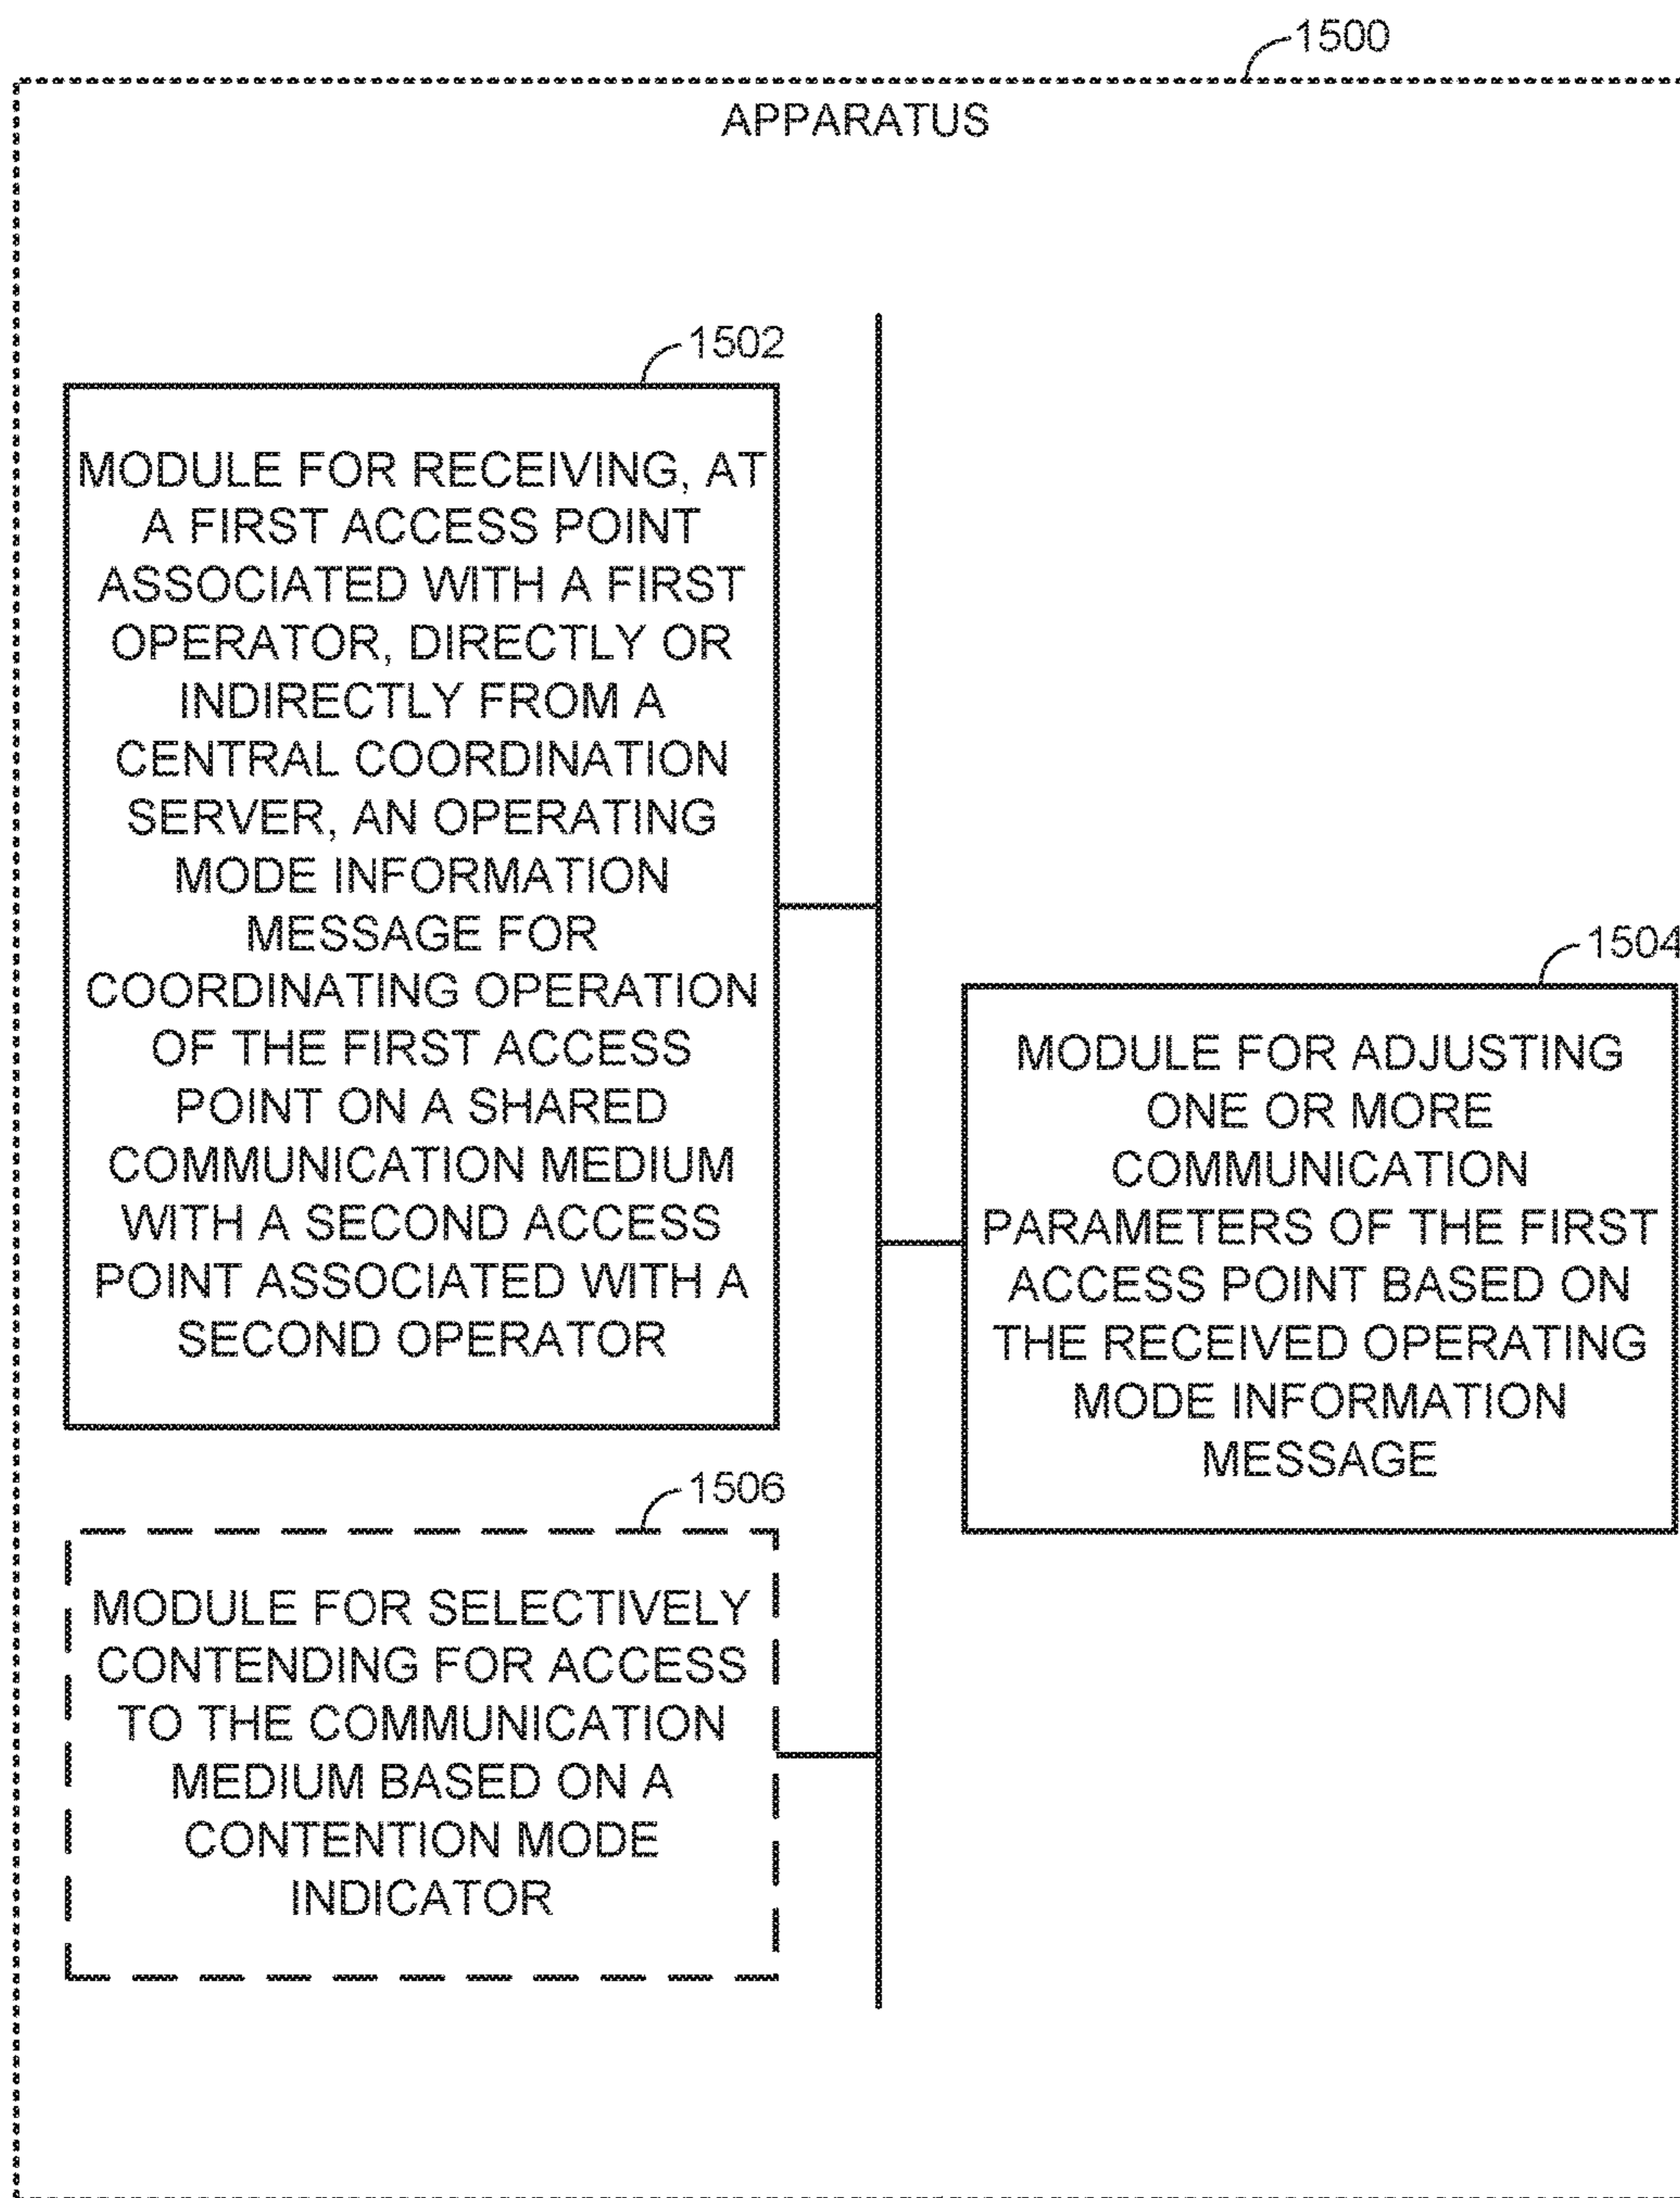 1500
APPARATUS
1502
MODULE FOR RECEIVING, AT
A FIRST ACCESS POINT
ASSOCIATED WITH A FIRST
OPERATOR, DIRECTLY OR
INDIRECTLY FROM A
CENTRAL COORDINATION
SERVER, AN OPERATING
MODE INFORMATION
MESSAGE FOR
COORDINATING OPERATION
OF THE FIRST ACCESS
POINT ON A SHARED
COMMUNICATION MEDIUM
WITH A SECOND ACCESS
POINT ASSOCIATED WITH A
SECOND OPERATOR
1504
MODULE FOR ADJUSTING
ONE OR MORE
COMMUNICATION
PARAMETERS OF THE FIRST
ACCESS POINT BASED ON
THE RECEIVED OPERATING
MODE INFORMATION
MESSAGE
1506
MODULE FOR SELECTIVELY
CONTENDING FOR ACCESS
TO THE COMMUNICATION
MEDIUM BASED ON A
CONTENTION MODE
INDICATOR